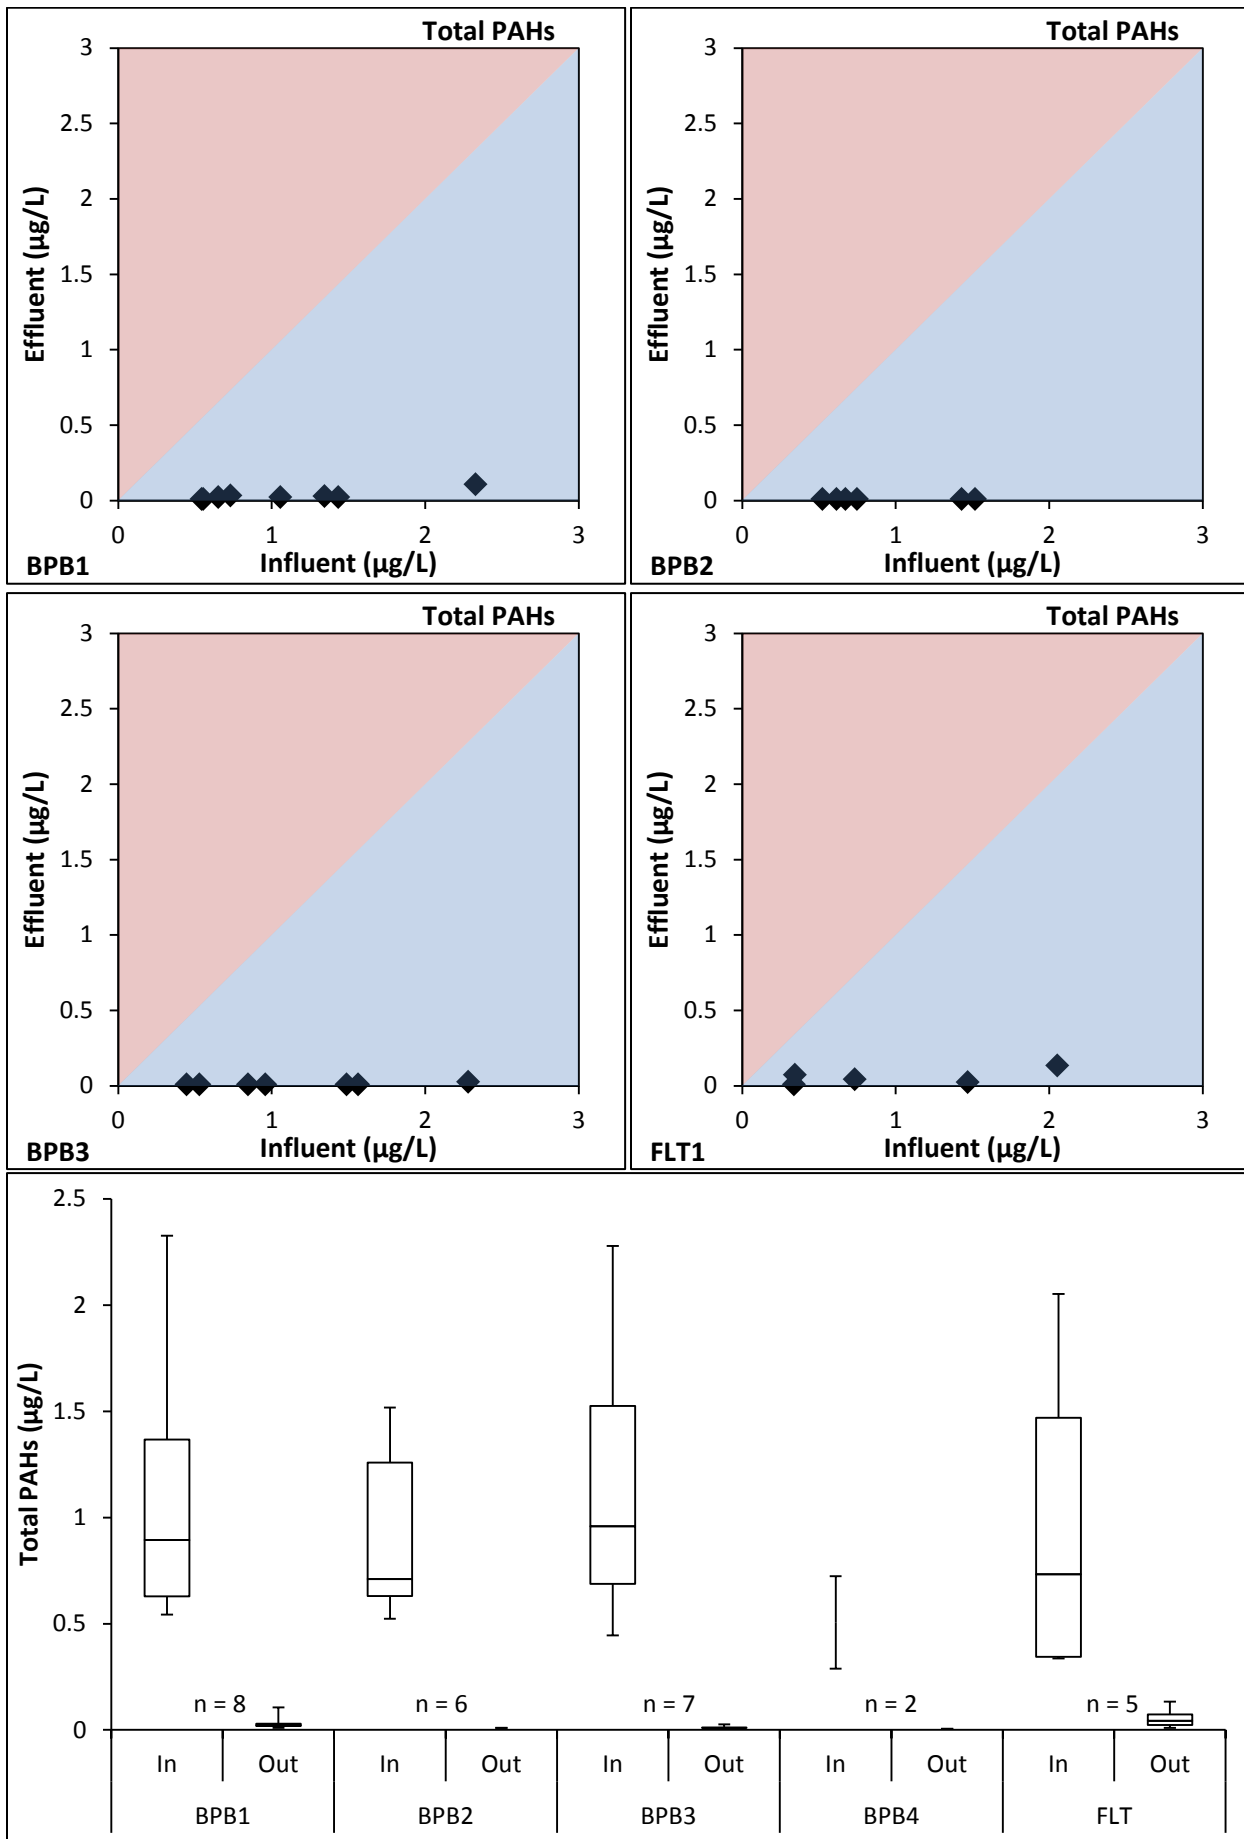 Total PAHs
3
2.5
2
1.5
1
0.5
0
Effluent (µg/L)
0 1 2 3
Influent (µg/L)
BPB1
Total PAHs
3
2.5
2
1.5
1
0.5
0
Effluent (µg/L)
0 1 2 3
Influent (µg/L)
BPB2
Total PAHs
3
2.5
2
1.5
1
0.5
0
Effluent (µg/L)
0 1 2 3
Influent (µg/L)
BPB3
Total PAHs
3
2.5
2
1.5
1
0.5
0
Effluent (µg/L)
0 1 2 3
Influent (µg/L)
FLT1
2.5
2
1.5
1
0.5
0
Total PAHs (µg/L)
n = 8 n = 6 n = 7 n = 2 n = 5
In Out In Out In Out In Out In Out
BPB1 BPB2 BPB3 BPB4 FLT